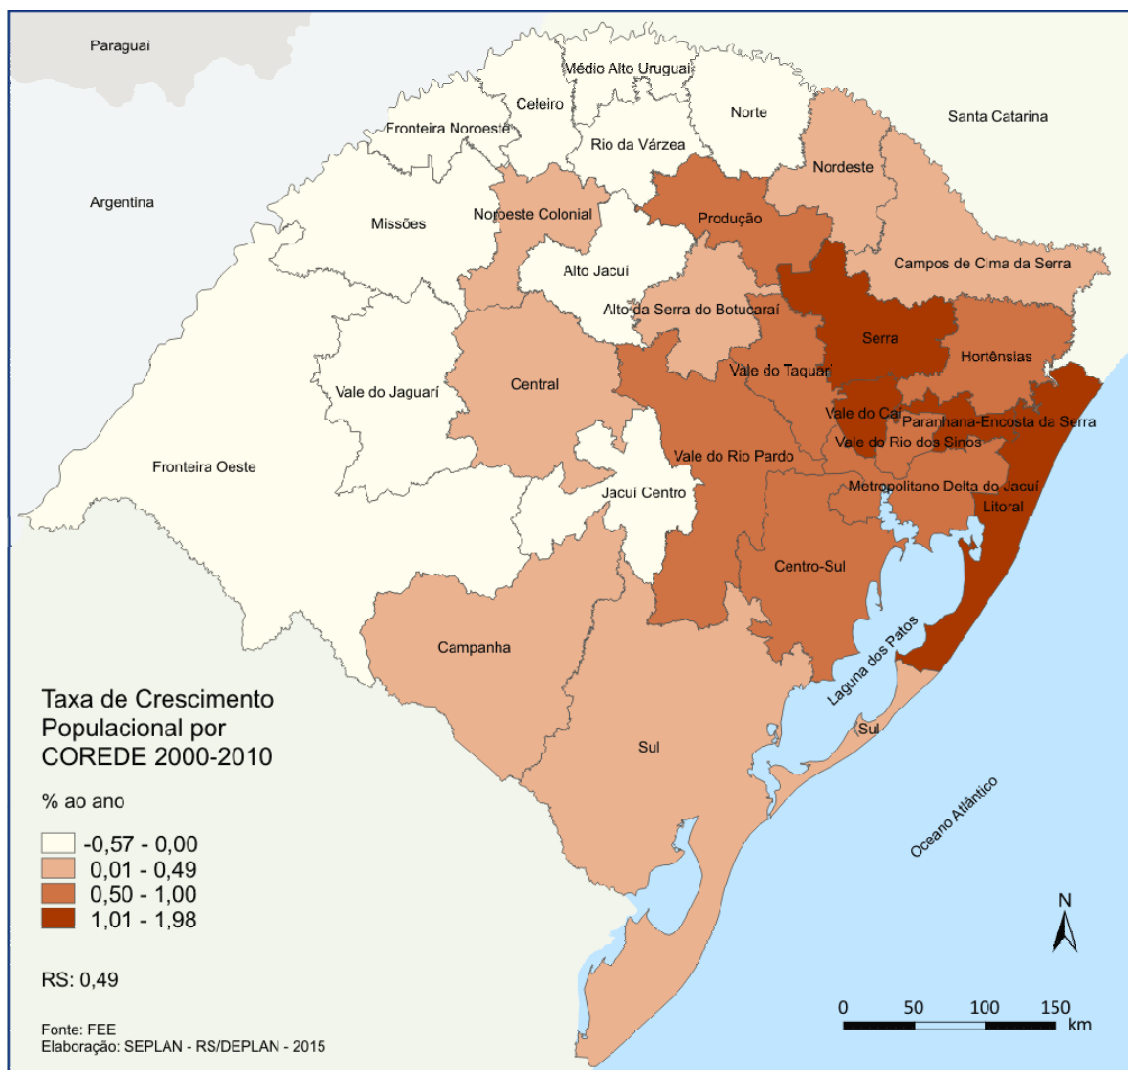 Paraguai
Médio Alto Uruguai
Celeiro
Norte
Santa Catarina
Fronteira Noroeste
Rio da Várzea
Nordeste
Argentina
Missões
Noroeste Colonial
Produção
Alto Jacuí
Campos de Cima da Serra
Alto da Serra do Botucaraí
Serra
Hortênsias
Vale do Taquari
Central
Vale do Jaguarí
Vale do Caí
Paranhana-Encosta da Serra
Vale do Rio dos Sinos
Vale do Rio Pardo
Fronteira Oeste
Metropolitano Delta do Jacuí
Jacuí Centro
Litoral
Centro-Sul
Campanha
Laguna dos Patos
Sul
Sul
Oceano Atlântico
Taxa de Crescimento
Populacional por
COREDE 2000-2010
% ao ano
-0,57 - 0,00
0,01 - 0,49
0,50 - 1,00
1,01 - 1,98
RS: 0,49
Fonte: FEE
Elaboração: SEPLAN - RS/DEPLAN - 2015
N
0 50 100 150
km